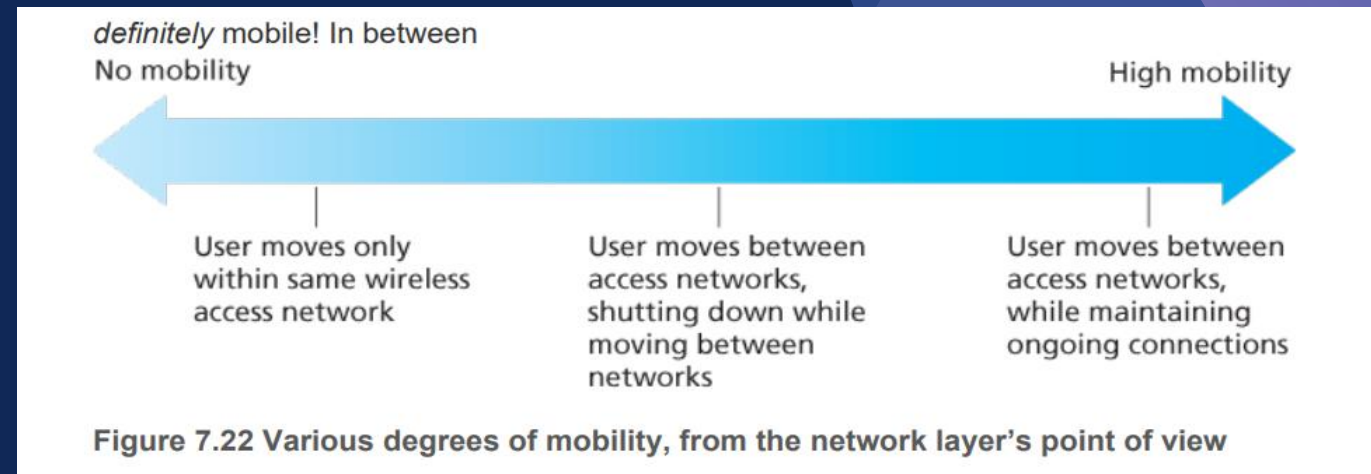 definitely mobile! In between
No mobility
High mobility
User moves only
within same wireless
access network
User moves between
access networks,
shutting down while
moving between
networks
User moves between
access networks,
while maintaining
ongoing connections
Figure 7.22 Various degrees of mobility, from the network layer’s point of view